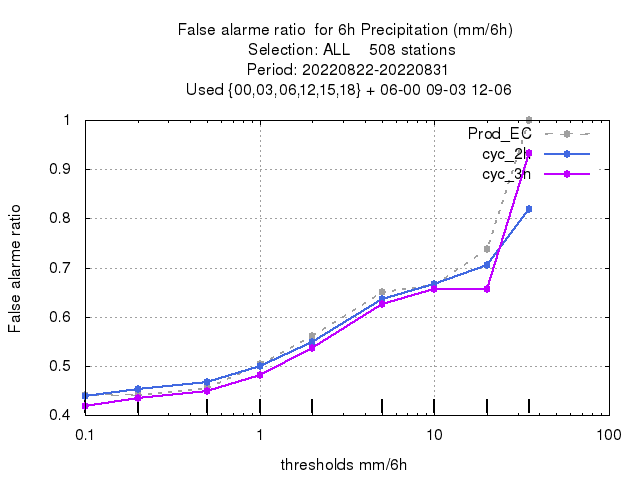 False alarme ratio  for 6h Precipitation (mm/6h)
Selection: ALL    508 stations
Period: 20220822-20220831
Used {00,03,06,12,15,18} + 06-00 09-03 12-06
1
0.9
0.8
0.7
0.6
0.5
0.4
False alarme ratio
Prod_EC
cyc_2h
cyc_3h
0.1 1 10 100
thresholds mm/6h